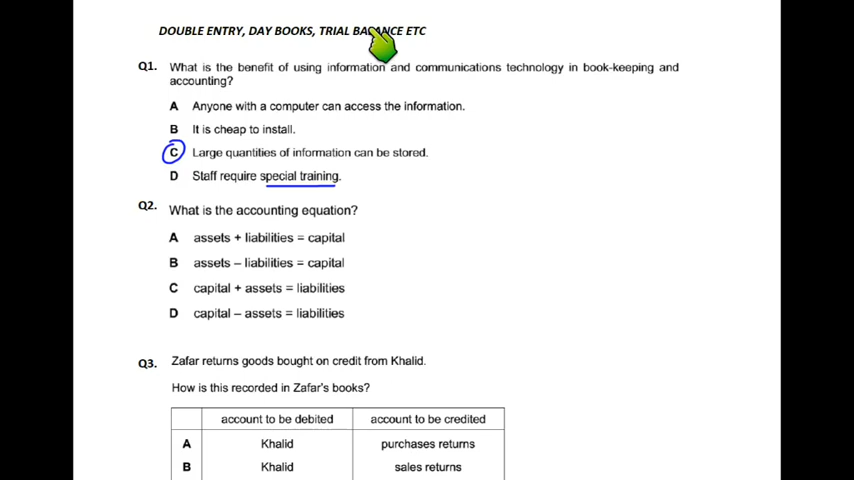 DOUBLE ENTRY, DAY BOOKS, TRIAL BALANCE ETC
Q1. What is the benefit of using information and communications technology in book-keeping and
accounting?
A Anyone with a computer can access the information.
B It is cheap to install.
C Large quantities of information can be stored.
D Staff require special training.
Q2. What is the accounting equation?
A assets + liabilities = capital
B assets – liabilities = capital
C capital + assets = liabilities
D capital – assets = liabilities
Q3. Zafar returns goods bought on credit from Khalid.
How is this recorded in Zafar's books?
account to be debited account to be credited
A Khalid purchases returns
B Khalid sales returns